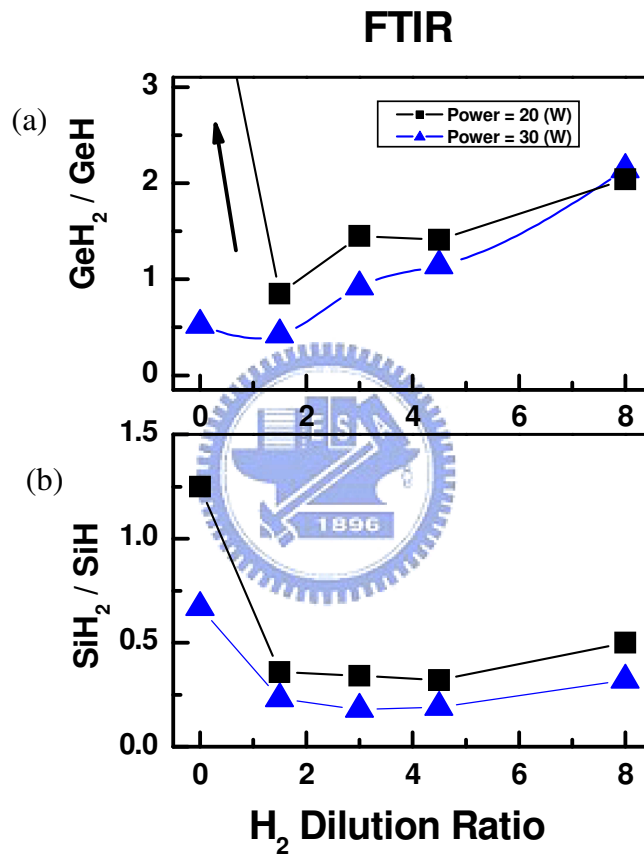 FTIR
(a)
GeH₂ / GeH
3
2
1
0
Power = 20 (W)
Power = 30 (W)
0 2 4 6 8
(b)
SiH₂ / SiH
1.5
1.0
0.5
0.0
E S
1896
0 2 4 6 8
H₂ Dilution Ratio